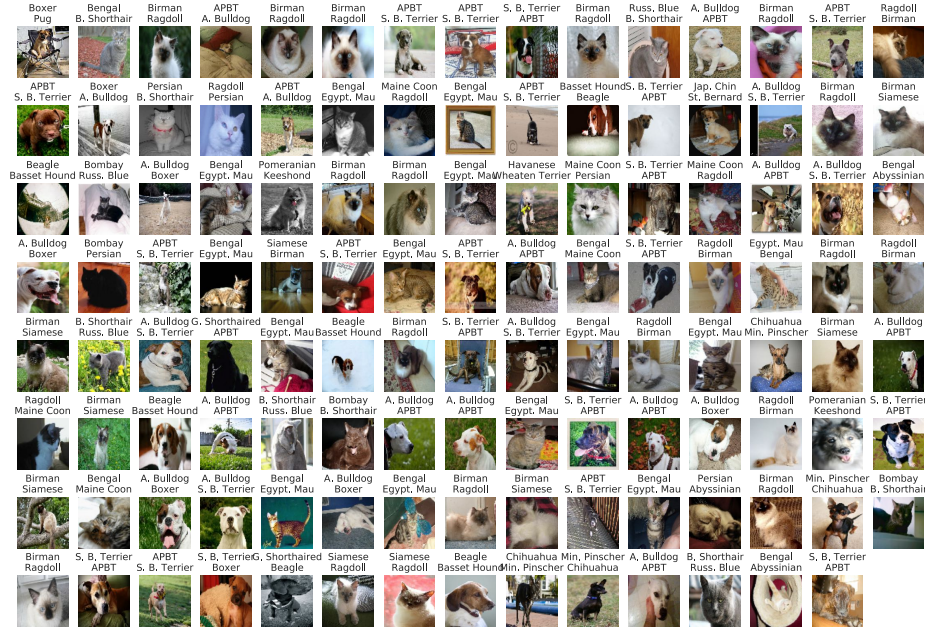 Boxer Bengal Birman APBT Birman Birman APBT APBT S. B. Terrier Birman Russ. Blue A. Bulldog Birman APBT Ragdoll
Pug B. Shorthair Ragdoll A. Bulldog Ragdoll Ragdoll S. B. Terrier S. B. Terrier APBT Ragdoll B. Shorthair APBT Ragdoll S. B. Terrier Birman
APBT Boxer Persian Ragdoll APBT Bengal Maine Coon Bengal APBT Basset Hound S. B. Terrier Jap. Chin A. Bulldog Birman Birman
S. B. Terrier A. Bulldog B. Shorthair Persian A. Bulldog Egypt. Mau Ragdoll Egypt. Mau S. B. Terrier Beagle APBT St. Bernard S. B. Terrier Ragdoll Siamese
Beagle Bombay A. Bulldog Bengal Pomeranian Birman Birman Bengal Havanese Maine Coon S. B. Terrier Maine Coon A. Bulldog A. Bulldog Bengal
Basset Hound Russ. Blue Boxer Egypt. Mau Keeshond Ragdoll Ragdoll Egypt. Mau Wheaten Terrier Persian APBT Ragdoll APBT Boxer Abyssinian
A. Bulldog Bombay APBT Bengal Siamese APBT Bengal APBT A. Bulldog Bengal S. B. Terrier Ragdoll Egypt. Mau Birman Ragdoll
Boxer Persian S. B. Terrier Egypt. Mau Birman S. B. Terrier Egypt. Mau S. B. Terrier APBT Maine Coon APBT Birman Bengal Ragdoll Birman
Birman B. Shorthair A. Bulldog G. Shorthaired Bengal Beagle Birman S. B. Terrier A. Bulldog Bengal Ragdoll Bengal Chihuahua Birman A. Bulldog
Siamese Russ. Blue S. B. Terrier APBT Egypt. Mau Basset Hound Ragdoll APBT S. B. Terrier Egypt. Mau Birman Egypt. Mau Min. Pinscher Siamese APBT
Ragdoll Birman Beagle A. Bulldog B. Shorthair Bombay A. Bulldog A. Bulldog Bengal S. B. Terrier A. Bulldog A. Bulldog Ragdoll Pomeranian S. B. Terrier
Maine Coon Siamese Basset Hound APBT Russ. Blue B. Shorthair APBT APBT Egypt. Mau APBT APBT Boxer Birman Keeshond APBT
Birman Bengal A. Bulldog A. Bulldog Bengal A. Bulldog Bengal Birman Birman APBT Bengal Persian Birman Min. Pinscher Bombay
Siamese Maine Coon Boxer S. B. Terrier Egypt. Mau Boxer Egypt. Mau Ragdoll Siamese S. B. Terrier Egypt. Mau Abyssinian Ragdoll Chihuahua B. Shorthair
Birman S. B. Terrier APBT S. B. Terrier G. Shorthaired Siamese Siamese Beagle Chihuahua Min. Pinscher A. Bulldog B. Shorthair Bengal S. B. Terrier
Ragdoll APBT S. B. Terrier Boxer Beagle Ragdoll Ragdoll Basset Hound Min. Pinscher Chihuahua APBT Russ. Blue Abyssinian APBT